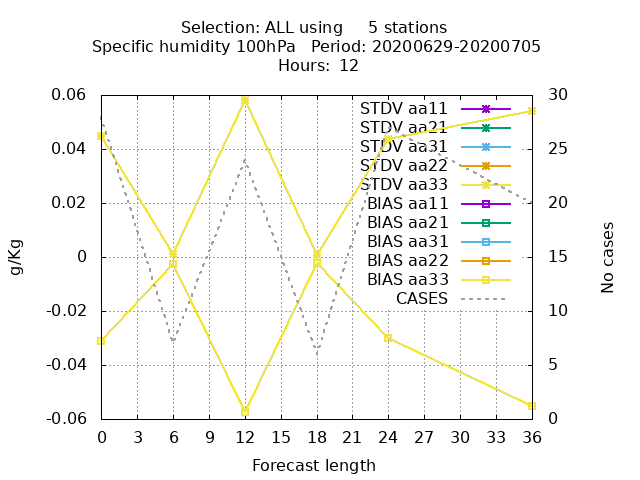 Selection: ALL using     5 stations
Specific humidity 100hPa   Period: 20200629-20200705
Hours:  12
0.06
0.04
0.02
0
-0.02
-0.04
-0.06
g/Kg
30
25
20
15
10
5
0
No cases
STDV aa11
STDV aa21
STDV aa31
STDV aa22
STDV aa33
BIAS aa11
BIAS aa21
BIAS aa31
BIAS aa22
BIAS aa33
CASES
0 3 6 9 12 15 18 21 24 27 30 33 36
Forecast length